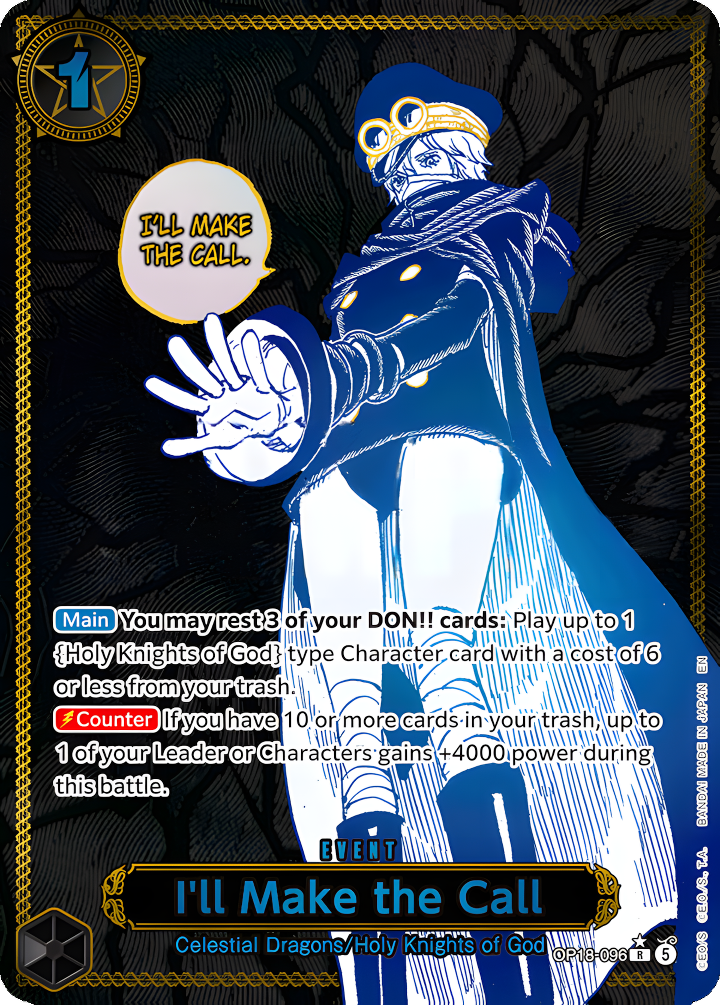 1
I'LL MAKE
THE CALL.
Main You may rest 3 of your DON!! cards: Play up to 1
{Holy Knights of God} type Character card with a cost of 6
or less from your trash.
Counter If you have 10 or more cards in your trash, up to
1 of your Leader or Characters gains +4000 power during
this battle.
EVENT
I'll Make the Call
Celestial Dragons/Holy Knights of God
OP18-096 R 5
©E.O./S. ©E.O./S., T.A. BANDAI MADE IN JAPAN EN